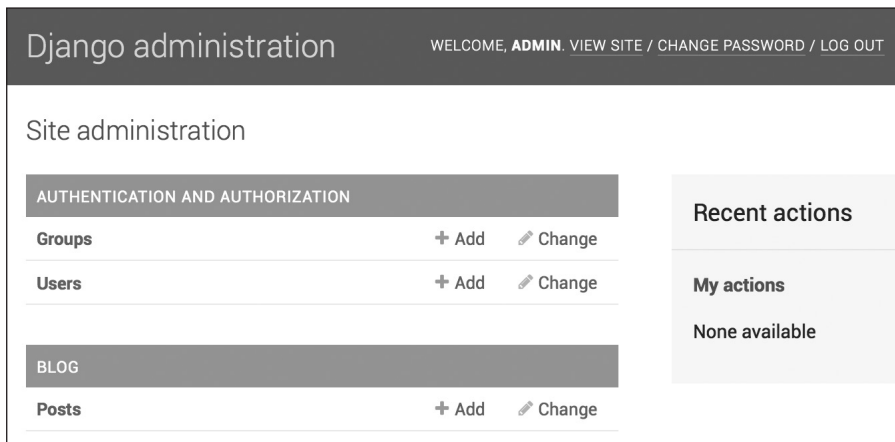 Django administration
WELCOME, ADMIN. VIEW SITE / CHANGE PASSWORD / LOG OUT
Site administration
AUTHENTICATION AND AUTHORIZATION
Groups + Add Change
Users + Add Change
BLOG
Posts + Add Change
Recent actions
My actions
None available